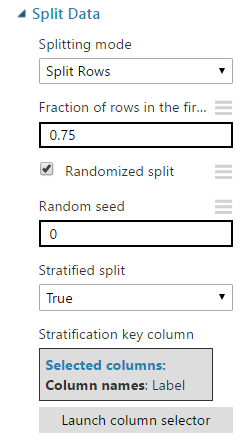 Split Data
Splitting mode
Split Rows
Fraction of rows in the fir...
0.75
Randomized split
Random seed
0
Stratified split
True
Stratification key column
Selected columns:
Column names: Label
Launch column selector